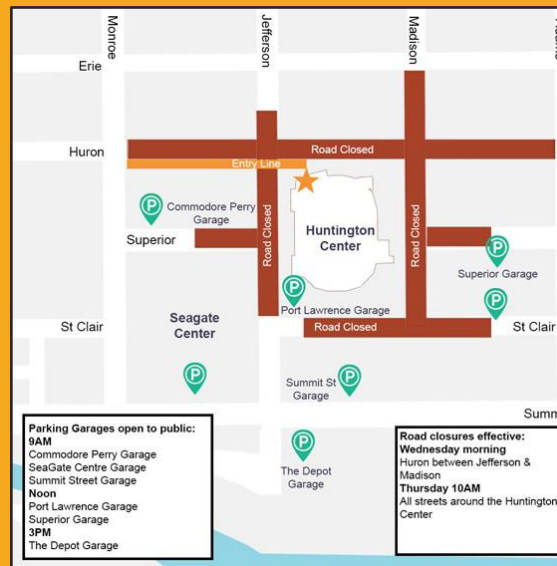 Monroe
Jefferson
Madison
Erie
Huron
Road Closed
Entry Line
P
Commodore Perry
Garage
Superior
Road Closed
Huntington
Center
Road Closed
P
Superior Garage
P
Port Lawrence Garage
P
Seagate
Center
St Clair
Road Closed
St Clair
P
P
Summit St
Garage
Summ
P
The Depot
Garage
Parking Garages open to public:
9AM
Commodore Perry Garage
SeaGate Centre Garage
Summit Street Garage
Noon
Port Lawrence Garage
Superior Garage
3PM
The Depot Garage
Road closures effective:
Wednesday morning
Huron between Jefferson &
Madison
Thursday 10AM
All streets around the Huntington
Center